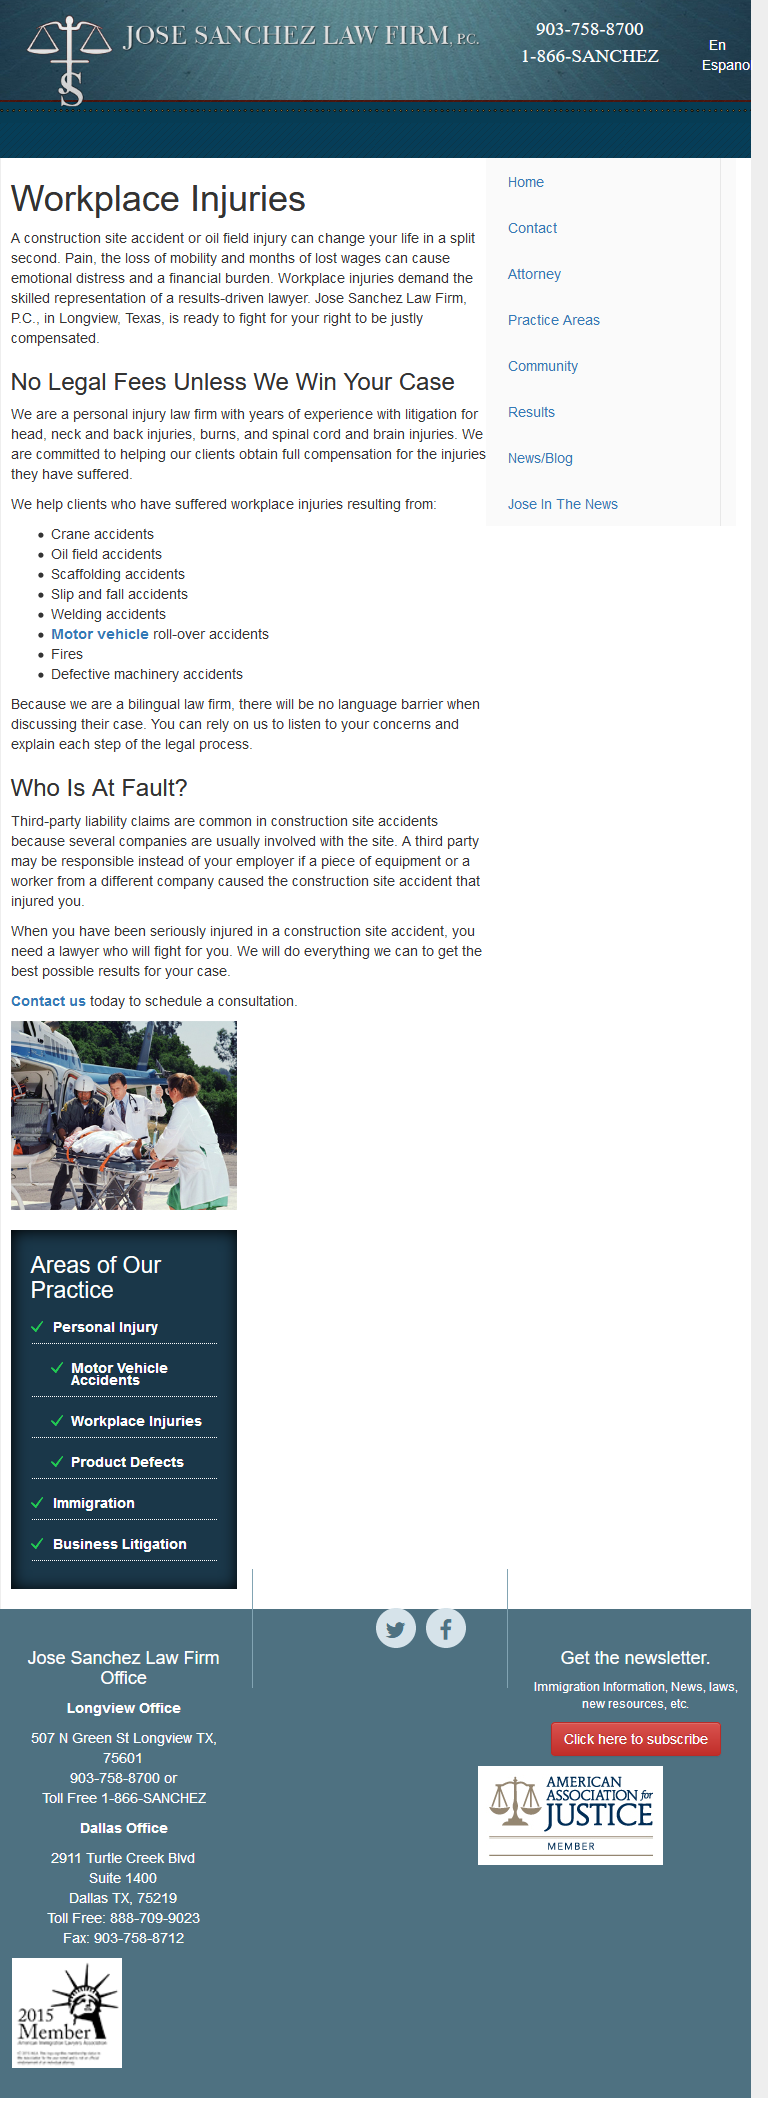 JOSE SANCHEZ LAW FIRM, P.C.
903-758-8700
1-866-SANCHEZ
En
Espano
Home
Contact
Attorney
Practice Areas
Community
Results
News/Blog
Jose In The News
Workplace Injuries
A construction site accident or oil field injury can change your life in a split
second. Pain, the loss of mobility and months of lost wages can cause
emotional distress and a financial burden. Workplace injuries demand the
skilled representation of a results-driven lawyer. Jose Sanchez Law Firm,
P.C., in Longview, Texas, is ready to fight for your right to be justly
compensated.
No Legal Fees Unless We Win Your Case
We are a personal injury law firm with years of experience with litigation for
head, neck and back injuries, burns, and spinal cord and brain injuries. We
are committed to helping our clients obtain full compensation for the injuries
they have suffered.
We help clients who have suffered workplace injuries resulting from:
Crane accidents
Oil field accidents
Scaffolding accidents
Slip and fall accidents
Welding accidents
Motor vehicle roll-over accidents
Fires
Defective machinery accidents
Because we are a bilingual law firm, there will be no language barrier when
discussing their case. You can rely on us to listen to your concerns and
explain each step of the legal process.
Who Is At Fault?
Third-party liability claims are common in construction site accidents
because several companies are usually involved with the site. A third party
may be responsible instead of your employer if a piece of equipment or a
worker from a different company caused the construction site accident that
injured you.
When you have been seriously injured in a construction site accident, you
need a lawyer who will fight for you. We will do everything we can to get the
best possible results for your case.
Contact us today to schedule a consultation.
Areas of Our
Practice
Personal Injury
Motor Vehicle
Accidents
Workplace Injuries
Product Defects
Immigration
Business Litigation
Jose Sanchez Law Firm
Office
Longview Office
507 N Green St Longview TX,
75601
903-758-8700 or
Toll Free 1-866-SANCHEZ
Dallas Office
2911 Turtle Creek Blvd
Suite 1400
Dallas TX, 75219
Toll Free: 888-709-9023
Fax: 903-758-8712
2015
Member
American Immigration Lawyers Association
Get the newsletter.
Immigration Information, News, laws,
new resources, etc.
Click here to subscribe
AMERICAN
ASSOCIATION for
JUSTICE
MEMBER